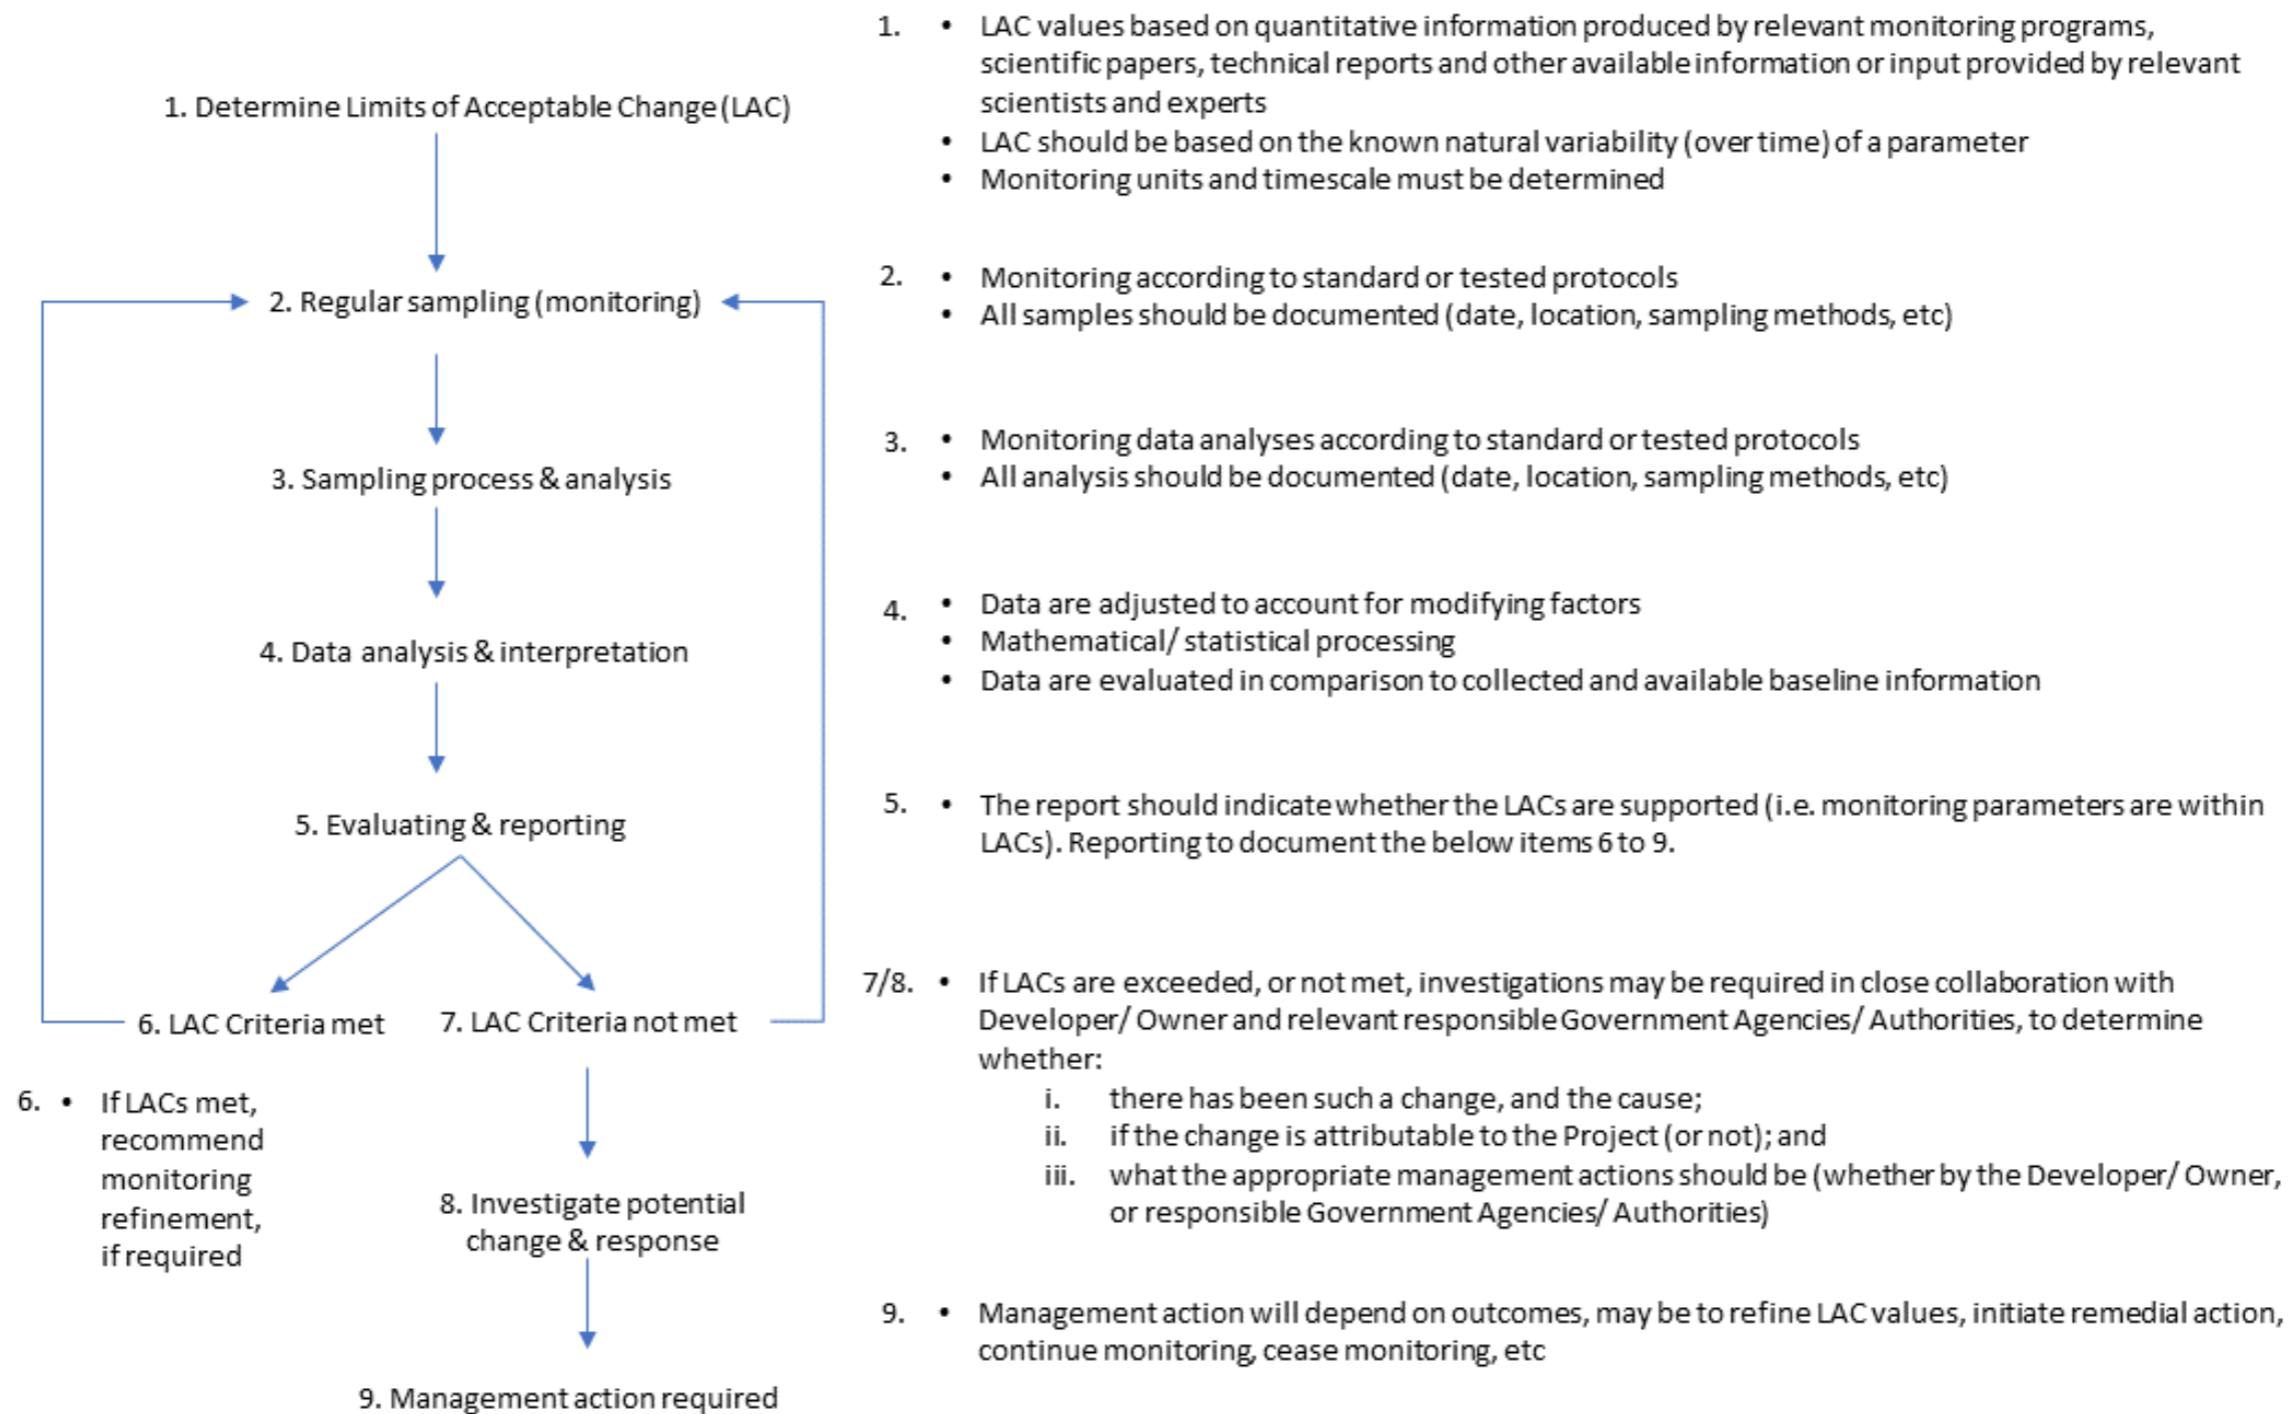 1. Determine Limits of Acceptable Change (LAC)
2. Regular sampling (monitoring)
3. Sampling process & analysis
4. Data analysis & interpretation
5. Evaluating & reporting
6. LAC Criteria met
7. LAC Criteria not met
6. • If LACs met,
recommend
monitoring
refinement,
if required
8. Investigate potential
change & response
9. Management action required
1. • LAC values based on quantitative information produced by relevant monitoring programs,
scientific papers, technical reports and other available information or input provided by relevant
scientists and experts
• LAC should be based on the known natural variability (over time) of a parameter
• Monitoring units and timescale must be determined
2. • Monitoring according to standard or tested protocols
• All samples should be documented (date, location, sampling methods, etc)
3. • Monitoring data analyses according to standard or tested protocols
• All analysis should be documented (date, location, sampling methods, etc)
4. • Data are adjusted to account for modifying factors
• Mathematical/ statistical processing
• Data are evaluated in comparison to collected and available baseline information
5. • The report should indicate whether the LACs are supported (i.e. monitoring parameters are within
LACs). Reporting to document the below items 6 to 9.
7/8. • If LACs are exceeded, or not met, investigations may be required in close collaboration with
Developer/ Owner and relevant responsible Government Agencies/ Authorities, to determine
whether:
i. there has been such a change, and the cause;
ii. if the change is attributable to the Project (or not); and
iii. what the appropriate management actions should be (whether by the Developer/ Owner,
or responsible Government Agencies/ Authorities)
9. • Management action will depend on outcomes, may be to refine LAC values, initiate remedial action,
continue monitoring, cease monitoring, etc